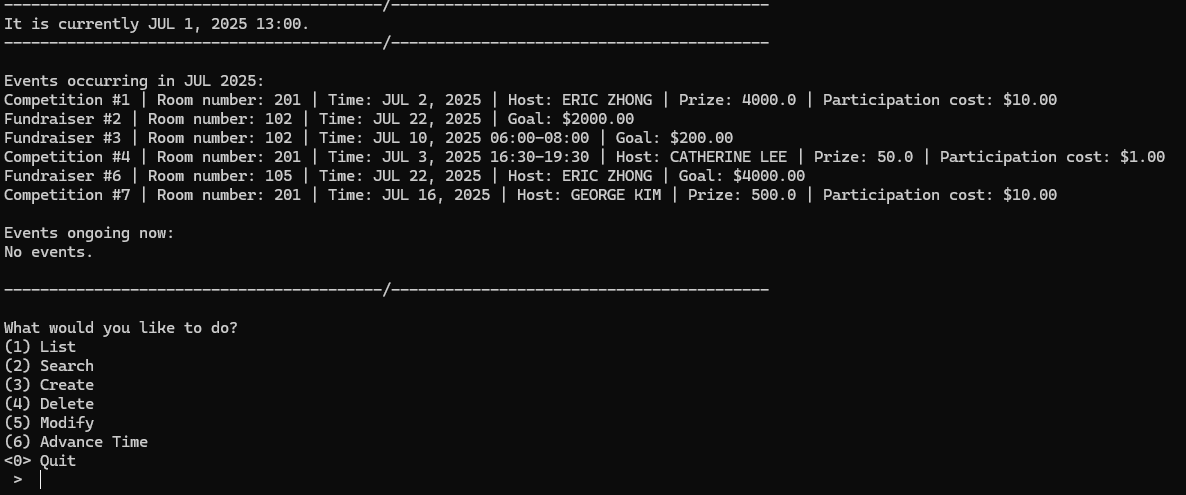 -----------------------------------------/-----------------------------------------
It is currently JUL 1, 2025 13:00.
-----------------------------------------/-----------------------------------------
Events occurring in JUL 2025:
Competition #1 | Room number: 201 | Time: JUL 2, 2025 | Host: ERIC ZHONG | Prize: 4000.0 | Participation cost: $10.00
Fundraiser #2 | Room number: 102 | Time: JUL 22, 2025 | Goal: $2000.00
Fundraiser #3 | Room number: 102 | Time: JUL 10, 2025 06:00-08:00 | Goal: $200.00
Competition #4 | Room number: 201 | Time: JUL 3, 2025 16:30-19:30 | Host: CATHERINE LEE | Prize: 50.0 | Participation cost: $1.00
Fundraiser #6 | Room number: 105 | Time: JUL 22, 2025 | Host: ERIC ZHONG | Goal: $4000.00
Competition #7 | Room number: 201 | Time: JUL 16, 2025 | Host: GEORGE KIM | Prize: 500.0 | Participation cost: $10.00
Events ongoing now:
No events.
-----------------------------------------/-----------------------------------------
What would you like to do?
(1) List
(2) Search
(3) Create
(4) Delete
(5) Modify
(6) Advance Time
<0> Quit
 >